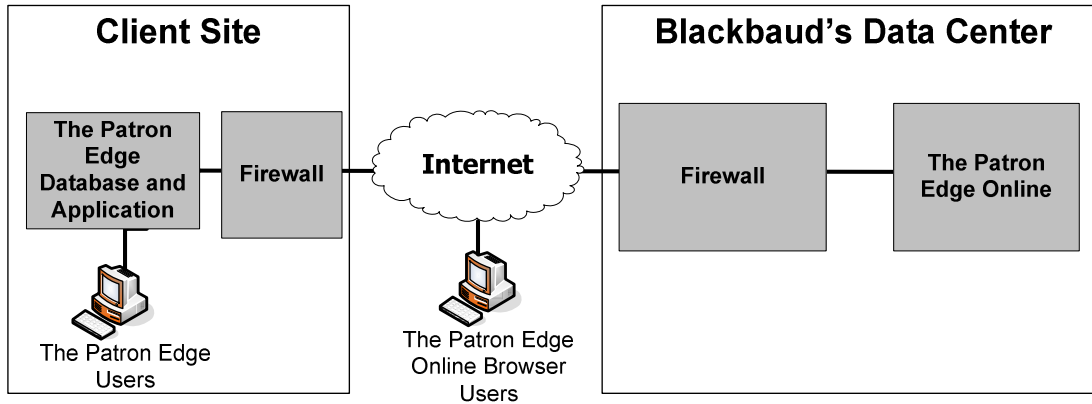 Client Site
The Patron
Edge
Database and
Application
Firewall
The Patron Edge
Users
Internet
The Patron Edge
Online Browser
Users
Blackbaud's Data Center
Firewall
The Patron
Edge Online